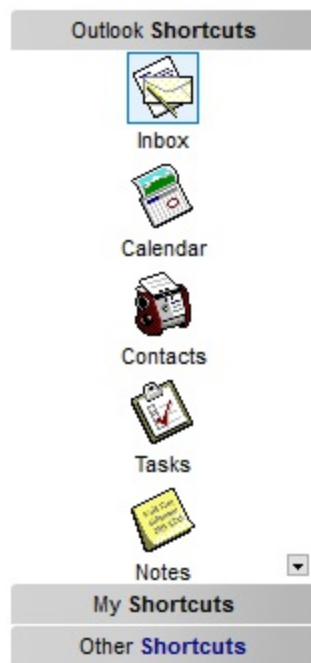 Outlook Shortcuts
Inbox
Calendar
Contacts
Tasks
Notes
My Shortcuts
Other Shortcuts